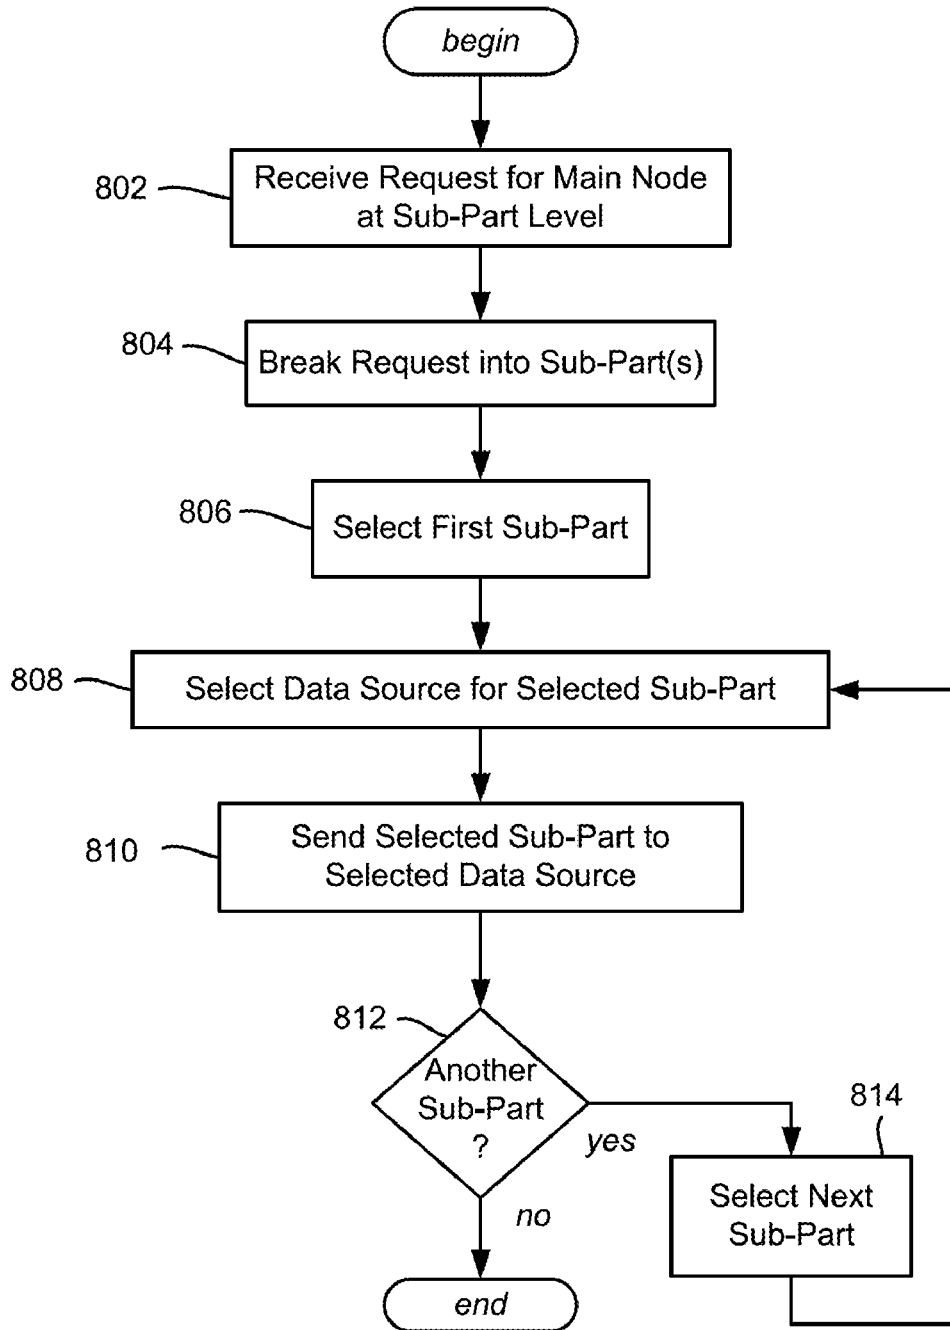 begin
802
Receive Request for Main Node
at Sub-Part Level
804
Break Request into Sub-Part(s)
806
Select First Sub-Part
808
Select Data Source for Selected Sub-Part
810
Send Selected Sub-Part to
Selected Data Source
812
Another
Sub-Part
?
yes
814
Select Next
Sub-Part
no
end